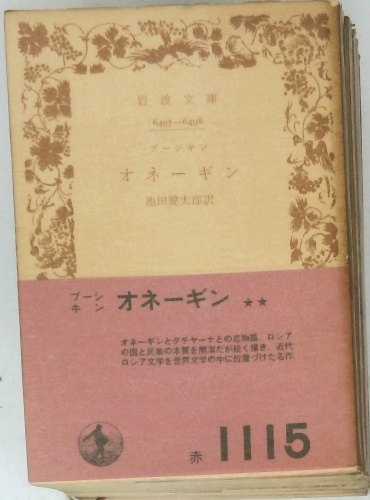 岩波文庫
6497—6498
プーシキン
オネーギン
池田健太郎訳
プーシキン オネーギン ★★
オネーギンとタチヤーナとの恋物語。ロシア
の国と民族の本質を簡潔だが鋭く描き、近代
ロシア文学を世界文学の中に位置づけた名作
赤 1115